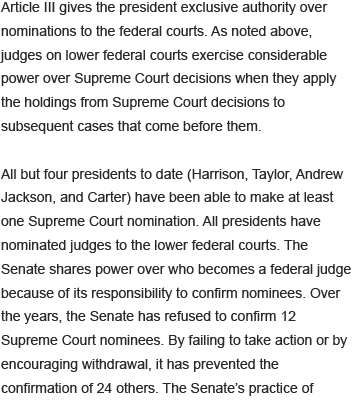 Article III gives the president exclusive authority over
nominations to the federal courts. As noted above,
judges on lower federal courts exercise considerable
power over Supreme Court decisions when they apply
the holdings from Supreme Court decisions to
subsequent cases that come before them.
All but four presidents to date (Harrison, Taylor, Andrew
Jackson, and Carter) have been able to make at least
one Supreme Court nomination. All presidents have
nominated judges to the lower federal courts. The
Senate shares power over who becomes a federal judge
because of its responsibility to confirm nominees. Over
the years, the Senate has refused to confirm 12
Supreme Court nominees. By failing to take action or by
encouraging withdrawal, it has prevented the
confirmation of 24 others. The Senate’s practice of